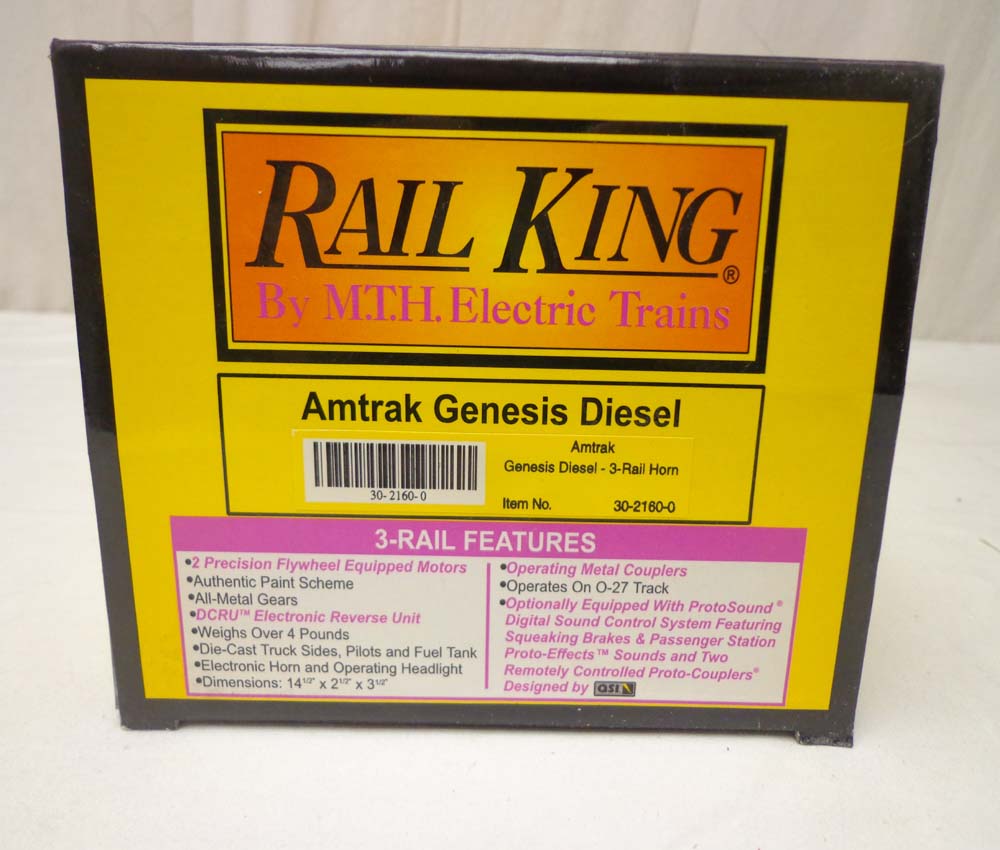 RAIL KING®
By M.T.H. Electric Trains
Amtrak Genesis Diesel
Amtrak
Genesis Diesel - 3-Rail Horn
30-2160-0
Item No. 30-2160-0
3-RAIL FEATURES
•2 Precision Flywheel Equipped Motors
•Authentic Paint Scheme
•All-Metal Gears
•DCRU™ Electronic Reverse Unit
•Weighs Over 4 Pounds
•Die-Cast Truck Sides, Pilots and Fuel Tank
•Electronic Horn and Operating Headlight
•Dimensions: 14 1/2" x 2 1/2" x 3 1/2"
•Operating Metal Couplers
•Operates On O-27 Track
•Optionally Equipped With ProtoSound®
Digital Sound Control System Featuring
Squeaking Brakes & Passenger Station
Proto-Effects™ Sounds and Two
Remotely Controlled Proto-Couplers®
Designed by QSI